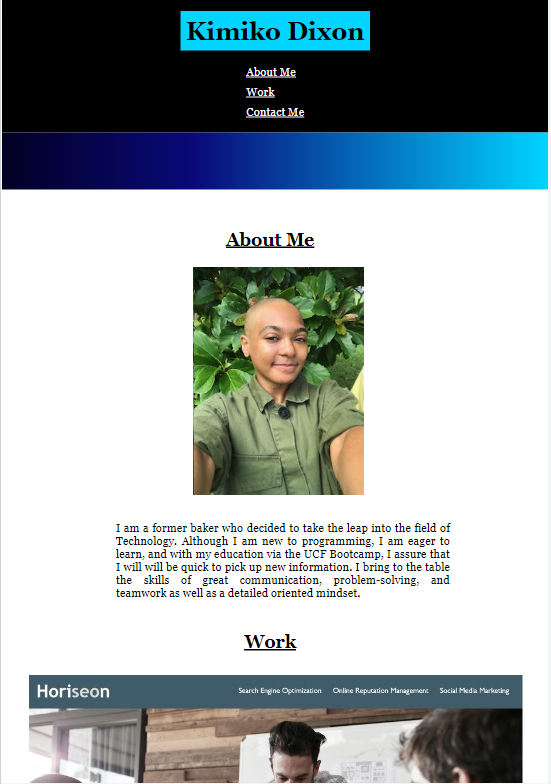 Kimiko Dixon
About Me
Work
Contact Me
About Me
I am a former baker who decided to take the leap into the field of
Technology. Although I am new to programming, I am eager to
learn, and with my education via the UCF Bootcamp, I assure that
I will will be quick to pick up new information. I bring to the table
the skills of great communication, problem-solving, and
teamwork as well as a detailed oriented mindset.
Work
Horiseon Search Engine Optimization Online Reputation Management Social Media Marketing